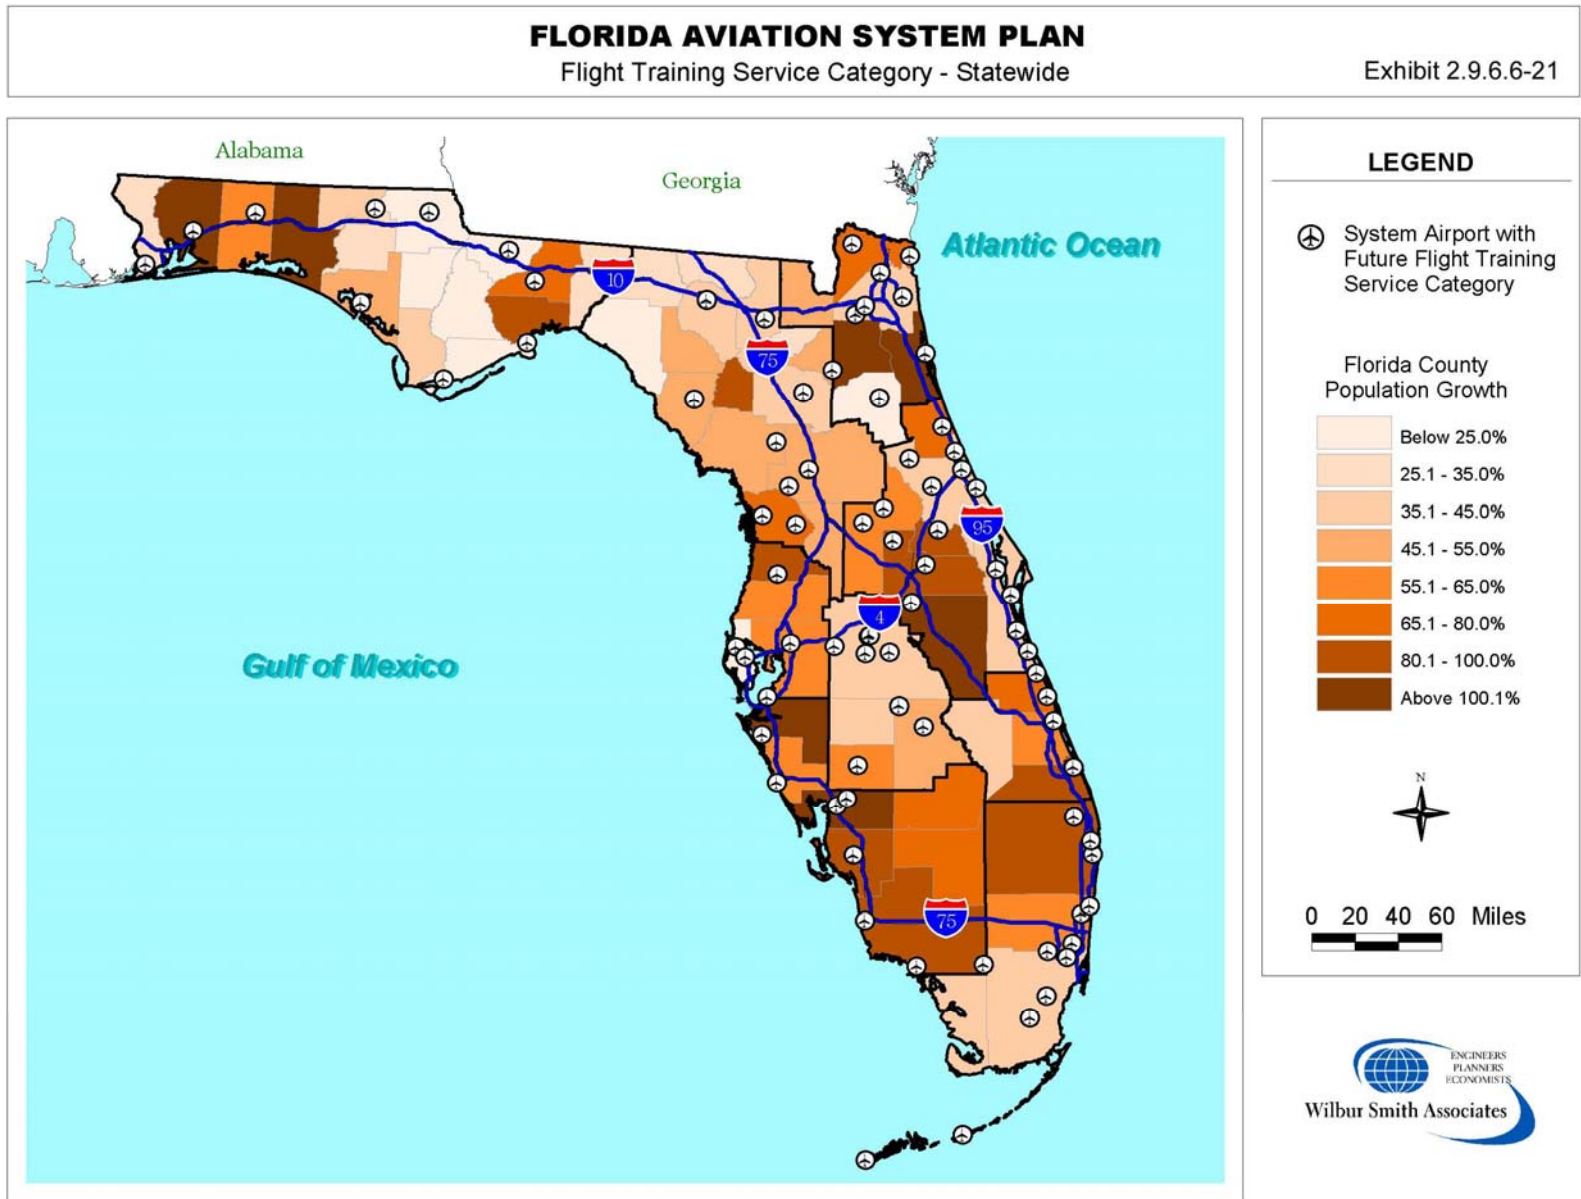 FLORIDA AVIATION SYSTEM PLAN
Flight Training Service Category - Statewide
Exhibit 2.9.6.6-21
Alabama
Georgia
Atlantic Ocean
Gulf of Mexico
10
75
95
4
75
LEGEND
System Airport with
Future Flight Training
Service Category
Florida County
Population Growth
Below 25.0%
25.1 - 35.0%
35.1 - 45.0%
45.1 - 55.0%
55.1 - 65.0%
65.1 - 80.0%
80.1 - 100.0%
Above 100.1%
N
0 20 40 60 Miles
ENGINEERS
PLANNERS
ECONOMISTS
Wilbur Smith Associates